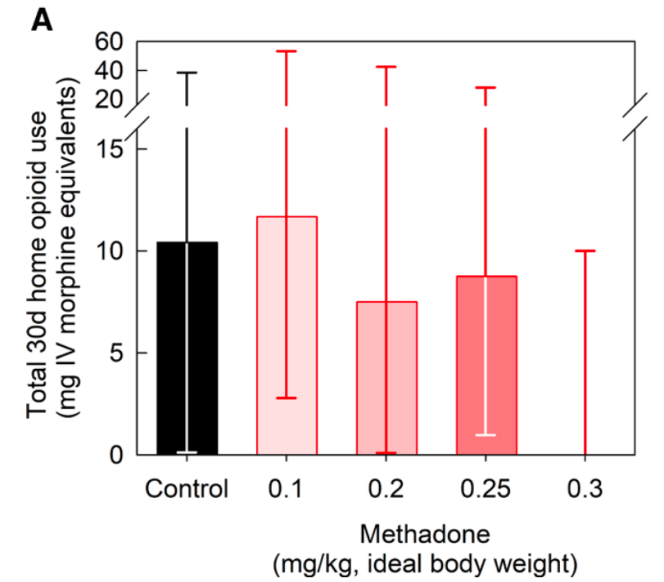 A
60
40
20
15
10
5
0
Total 30d home opioid use
(mg IV morphine equivalents)
Control 0.1 0.2 0.25 0.3
Methadone
(mg/kg, ideal body weight)